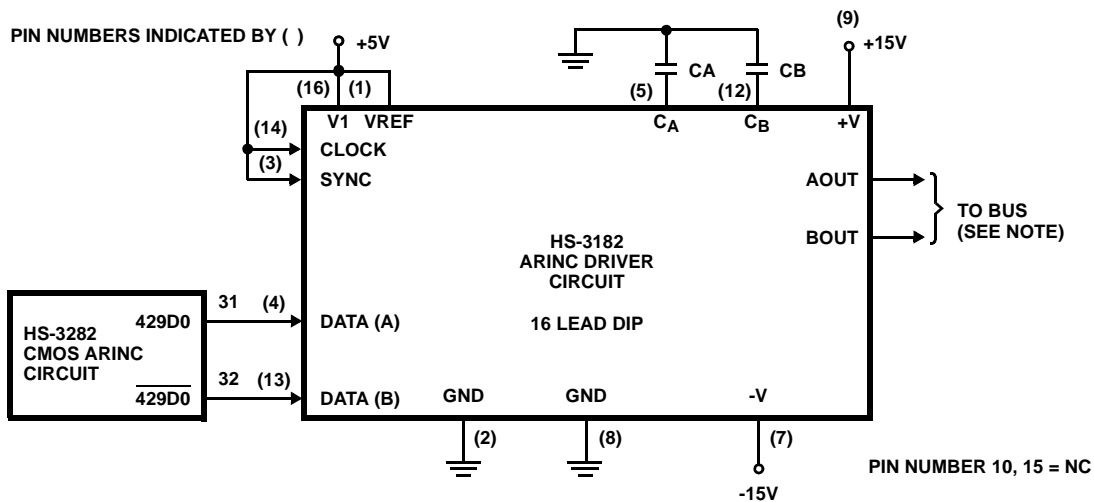 PIN NUMBERS INDICATED BY ( )
+5V
(9)
+15V
CA
CB
(16)
(1)
(5)
(12)
V1
VREF
CA
CB
+V
(14)
CLOCK
(3)
SYNC
AOUT
BOUT
TO BUS
(SEE NOTE)
HS-3182
ARINC DRIVER
CIRCUIT
16 LEAD DIP
HS-3282
CMOS ARINC
CIRCUIT
429D0
31
(4)
DATA (A)
429D0
32
(13)
DATA (B)
GND
GND
-V
(2)
(8)
(7)
-15V
PIN NUMBER 10, 15 = NC